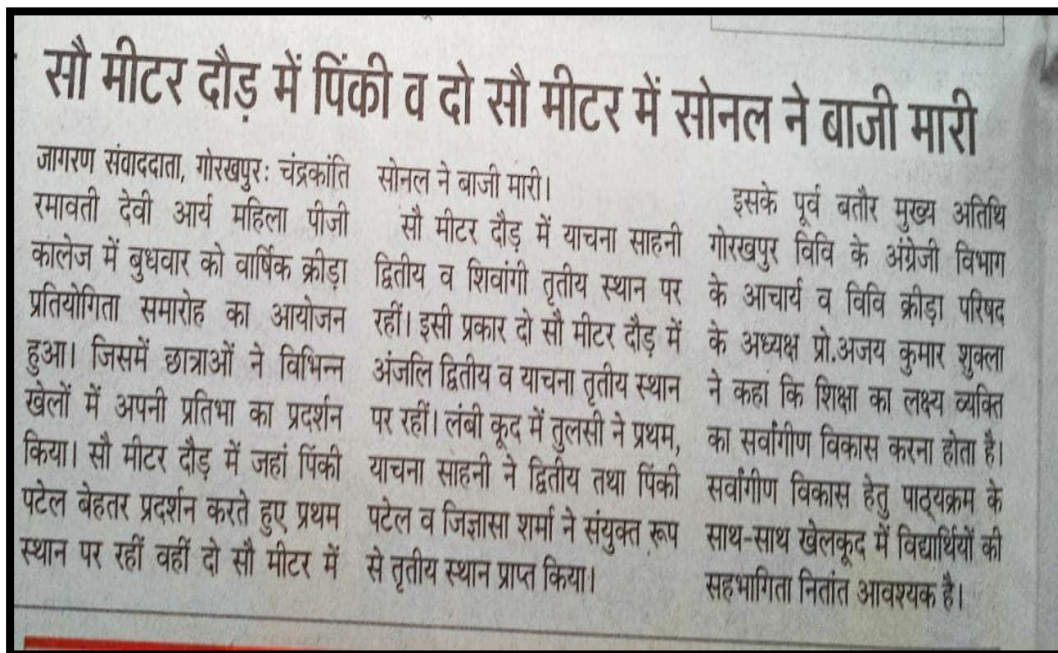 सौ मीटर दौड़ में पिंकी व दो सौ मीटर में सोनल ने बाजी मारी
जागरण संवाददाता, गोरखपुर: चंद्रकांति
रमावती देवी आर्य महिला पीजी
कालेज में बुधवार को वार्षिक क्रीड़ा
प्रतियोगिता समारोह का आयोजन
हुआ। जिसमें छात्राओं ने विभिन्न
खेलों में अपनी प्रतिभा का प्रदर्शन
किया। सौ मीटर दौड़ में जहां पिंकी
पटेल बेहतर प्रदर्शन करते हुए प्रथम
स्थान पर रहीं वहीं दो सौ मीटर में
सोनल ने बाजी मारी।
सौ मीटर दौड़ में याचना साहनी
द्वितीय व शिवांगी तृतीय स्थान पर
रहीं। इसी प्रकार दो सौ मीटर दौड़ में
अंजलि द्वितीय व याचना तृतीय स्थान
पर रहीं। लंबी कूद में तुलसी ने प्रथम,
याचना साहनी ने द्वितीय तथा पिंकी
पटेल व जिज्ञासा शर्मा ने संयुक्त रूप
से तृतीय स्थान प्राप्त किया।
इसके पूर्व बतौर मुख्य अतिथि
गोरखपुर विवि के अंग्रेजी विभाग
के आचार्य व विवि क्रीड़ा परिषद
के अध्यक्ष प्रो.अजय कुमार शुक्ला
ने कहा कि शिक्षा का लक्ष्य व्यक्ति
का सर्वांगीण विकास करना होता है।
सर्वांगीण विकास हेतु पाठ्यक्रम के
साथ-साथ खेलकूद में विद्यार्थियों की
सहभागिता नितांत आवश्यक है।